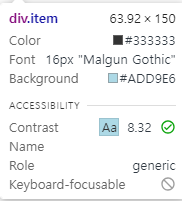 div.item 63.92 × 150
Color #333333
Font 16px "Malgun Gothic"
Background #ADD9E6
ACCESSIBILITY
Contrast Aa 8.32
Name
Role generic
Keyboard-focusable